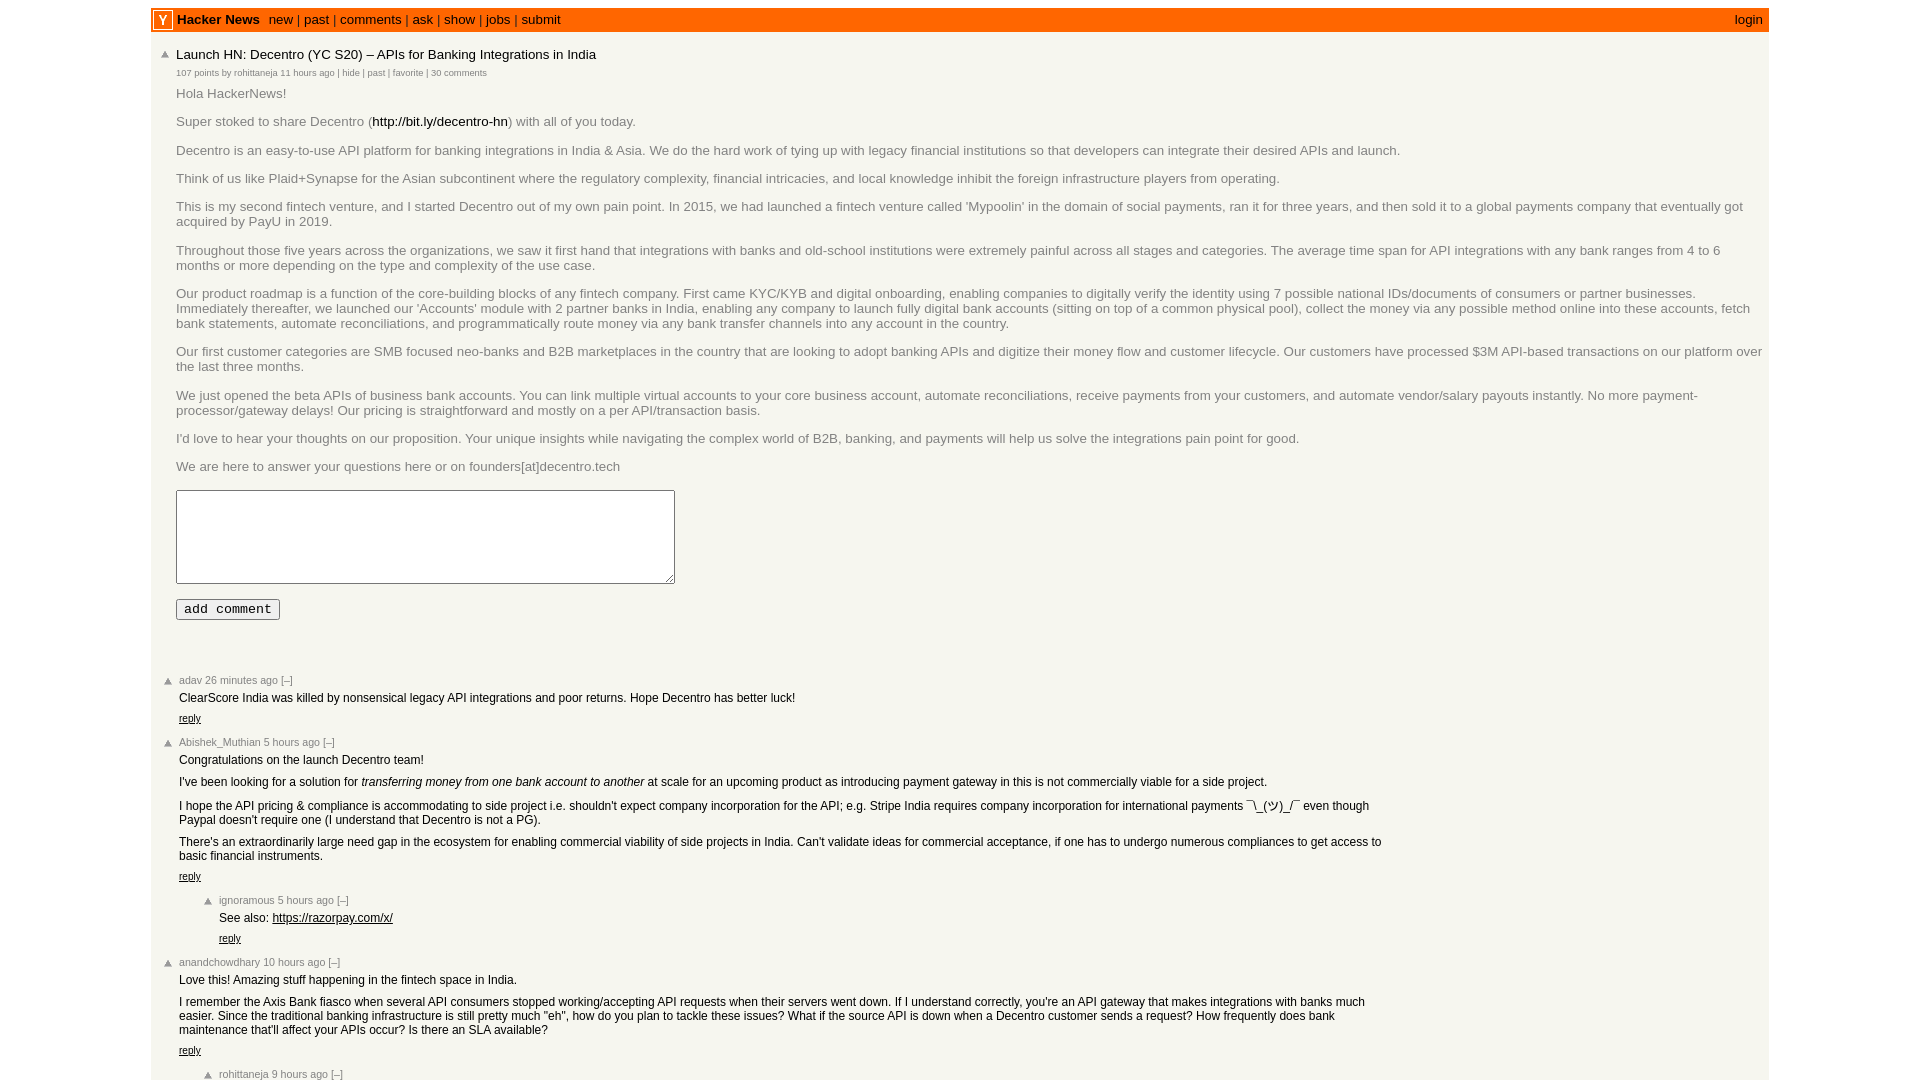 Y Hacker News new | past | comments | ask | show | jobs | submit login
Launch HN: Decentro (YC S20) – APIs for Banking Integrations in India
107 points by rohittaneja 11 hours ago | hide | past | favorite | 30 comments
Hola HackerNews!
Super stoked to share Decentro (http://bit.ly/decentro-hn) with all of you today.
Decentro is an easy-to-use API platform for banking integrations in India & Asia. We do the hard work of tying up with legacy financial institutions so that developers can integrate their desired APIs and launch.
Think of us like Plaid+Synapse for the Asian subcontinent where the regulatory complexity, financial intricacies, and local knowledge inhibit the foreign infrastructure players from operating.
This is my second fintech venture, and I started Decentro out of my own pain point. In 2015, we had launched a fintech venture called 'Mypoolin' in the domain of social payments, ran it for three years, and then sold it to a global payments company that eventually got
acquired by PayU in 2019.
Throughout those five years across the organizations, we saw it first hand that integrations with banks and old-school institutions were extremely painful across all stages and categories. The average time span for API integrations with any bank ranges from 4 to 6
months or more depending on the type and complexity of the use case.
Our product roadmap is a function of the core-building blocks of any fintech company. First came KYC/KYB and digital onboarding, enabling companies to digitally verify the identity using 7 possible national IDs/documents of consumers or partner businesses.
Immediately thereafter, we launched our 'Accounts' module with 2 partner banks in India, enabling any company to launch fully digital bank accounts (sitting on top of a common physical pool), collect the money via any possible method online into these accounts, fetch
bank statements, automate reconciliations, and programmatically route money via any bank transfer channels into any account in the country.
Our first customer categories are SMB focused neo-banks and B2B marketplaces in the country that are looking to adopt banking APIs and digitize their money flow and customer lifecycle. Our customers have processed $3M API-based transactions on our platform over
the last three months.
We just opened the beta APIs of business bank accounts. You can link multiple virtual accounts to your core business account, automate reconciliations, receive payments from your customers, and automate vendor/salary payouts instantly. No more payment-
processor/gateway delays! Our pricing is straightforward and mostly on a per API/transaction basis.
I'd love to hear your thoughts on our proposition. Your unique insights while navigating the complex world of B2B, banking, and payments will help us solve the integrations pain point for good.
We are here to answer your questions here or on founders[at]decentro.tech
add comment
adav 26 minutes ago [–]
ClearScore India was killed by nonsensical legacy API integrations and poor returns. Hope Decentro has better luck!
reply
Abishek_Muthian 5 hours ago [–]
Congratulations on the launch Decentro team!
I've been looking for a solution for transferring money from one bank account to another at scale for an upcoming product as introducing payment gateway in this is not commercially viable for a side project.
I hope the API pricing & compliance is accommodating to side project i.e. shouldn't expect company incorporation for the API; e.g. Stripe India requires company incorporation for international payments ¯\_(ツ)_/¯ even though
Paypal doesn't require one (I understand that Decentro is not a PG).
There's an extraordinarily large need gap in the ecosystem for enabling commercial viability of side projects in India. Can't validate ideas for commercial acceptance, if one has to undergo numerous compliances to get access to
basic financial instruments.
reply
ignoramous 5 hours ago [–]
See also: https://razorpay.com/x/
reply
anandchowdhary 10 hours ago [–]
Love this! Amazing stuff happening in the fintech space in India.
I remember the Axis Bank fiasco when several API consumers stopped working/accepting API requests when their servers went down. If I understand correctly, you're an API gateway that makes integrations with banks much
easier. Since the traditional banking infrastructure is still pretty much "eh", how do you plan to tackle these issues? What if the source API is down when a Decentro customer sends a request? How frequently does bank
maintenance that'll affect your APIs occur? Is there an SLA available?
reply
rohittaneja 9 hours ago [–]